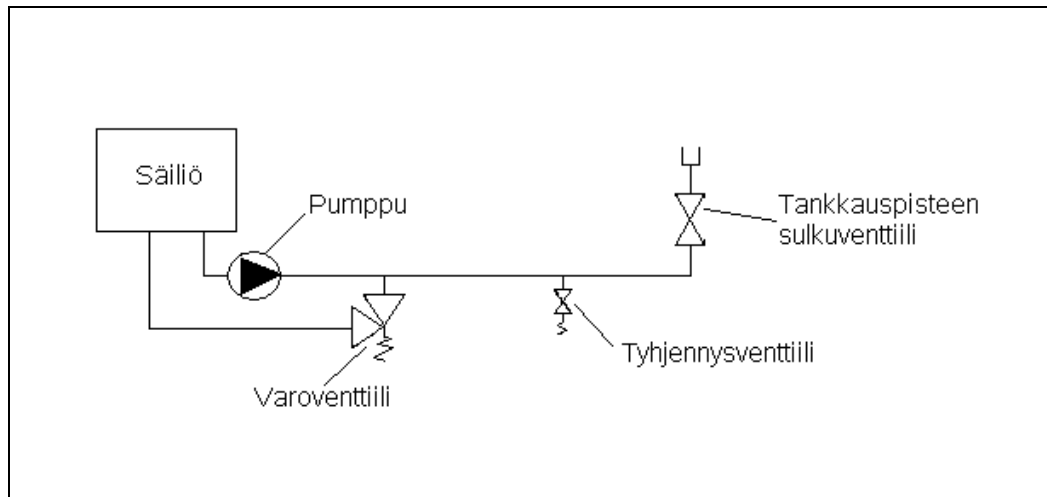 Säiliö
Pumppu
Tankkauspisteen
sulkuventtiili
Tyhjennysventtiili
Varoventtiili